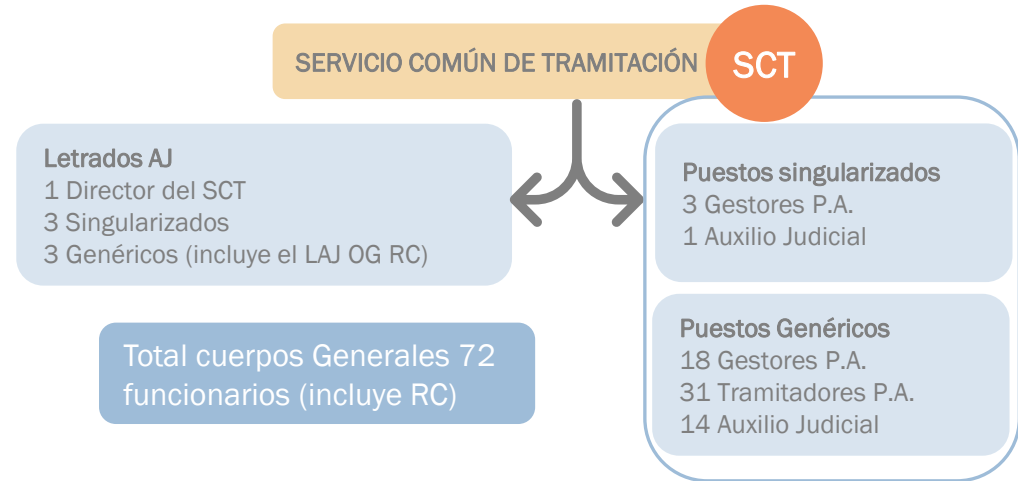 SERVICIO COMÚN DE TRAMITACIÓN
SCT
Letrados AJ
1 Director del SCT
3 Singularizados
3 Genéricos (incluye el LAJ OG RC)
Puestos singularizados
3 Gestores P.A.
1 Auxilio Judicial
Total cuerpos Generales 72
funcionarios (incluye RC)
Puestos Genéricos
18 Gestores P.A.
31 Tramitadores P.A.
14 Auxilio Judicial